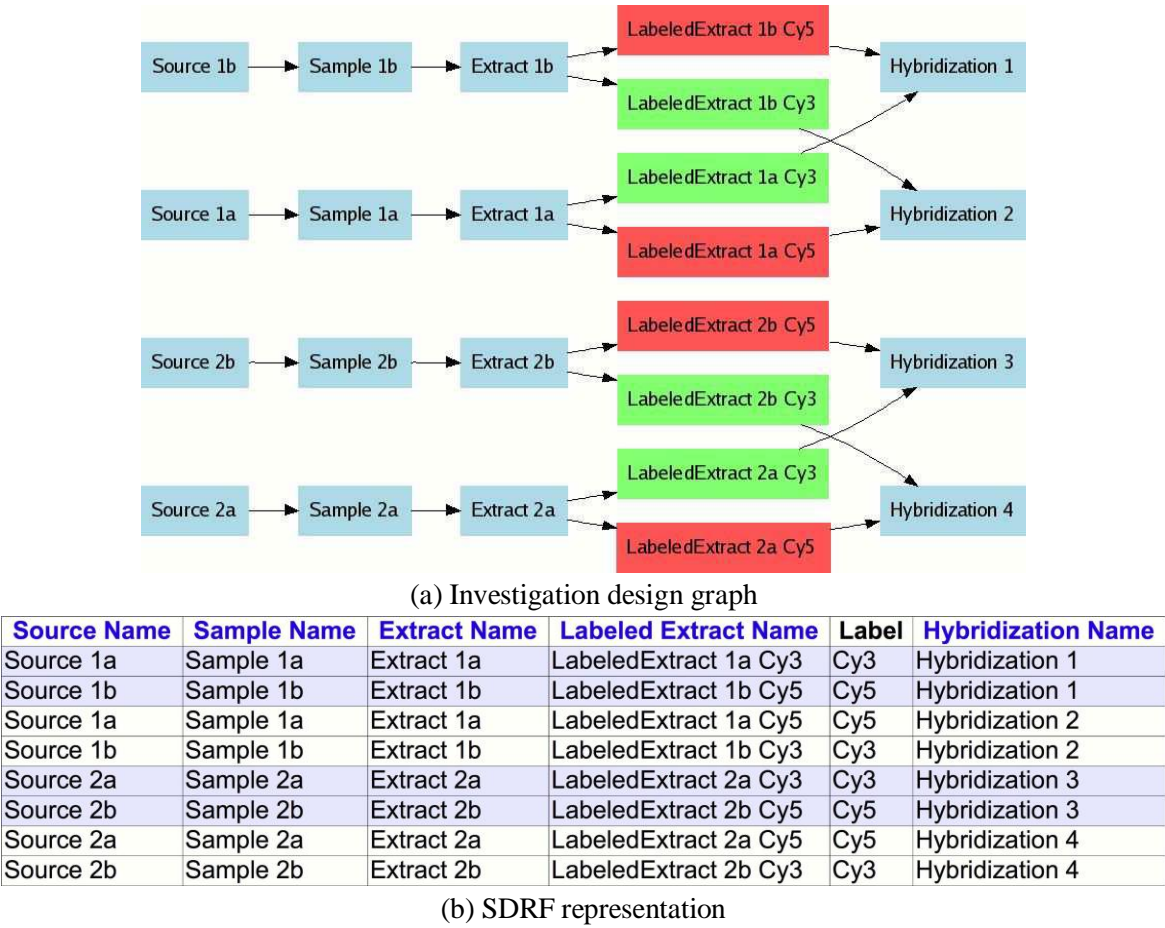 LabeledExtract 1b Cy5
Source 1b Sample 1b Extract 1b Hybridization 1
LabeledExtract 1b Cy3
LabeledExtract 1a Cy3
Source 1a Sample 1a Extract 1a Hybridization 2
LabeledExtract 1a Cy5
LabeledExtract 2b Cy5
Source 2b Sample 2b Extract 2b Hybridization 3
LabeledExtract 2b Cy3
LabeledExtract 2a Cy3
Source 2a Sample 2a Extract 2a Hybridization 4
LabeledExtract 2a Cy5
(a) Investigation design graph
Source Name Sample Name Extract Name Labeled Extract Name Label Hybridization Name
Source 1a Sample 1a Extract 1a LabeledExtract 1a Cy3 Cy3 Hybridization 1
Source 1b Sample 1b Extract 1b LabeledExtract 1b Cy5 Cy5 Hybridization 1
Source 1a Sample 1a Extract 1a LabeledExtract 1a Cy5 Cy5 Hybridization 2
Source 1b Sample 1b Extract 1b LabeledExtract 1b Cy3 Cy3 Hybridization 2
Source 2a Sample 2a Extract 2a LabeledExtract 2a Cy3 Cy3 Hybridization 3
Source 2b Sample 2b Extract 2b LabeledExtract 2b Cy5 Cy5 Hybridization 3
Source 2a Sample 2a Extract 2a LabeledExtract 2a Cy5 Cy5 Hybridization 4
Source 2b Sample 2b Extract 2b LabeledExtract 2b Cy3 Cy3 Hybridization 4
(b) SDRF representation